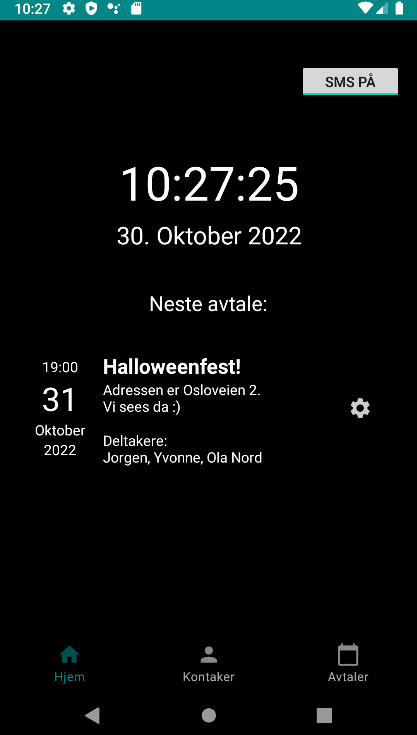 10:27
SMS PÅ
10:27:25
30. Oktober 2022
Neste avtale:
19:00
31
Oktober
2022
Halloweenfest!
Adressen er Osloveien 2.
Vi sees da :)
Deltakere:
Jorgen, Yvonne, Ola Nord
Hjem
Kontaker
Avtaler